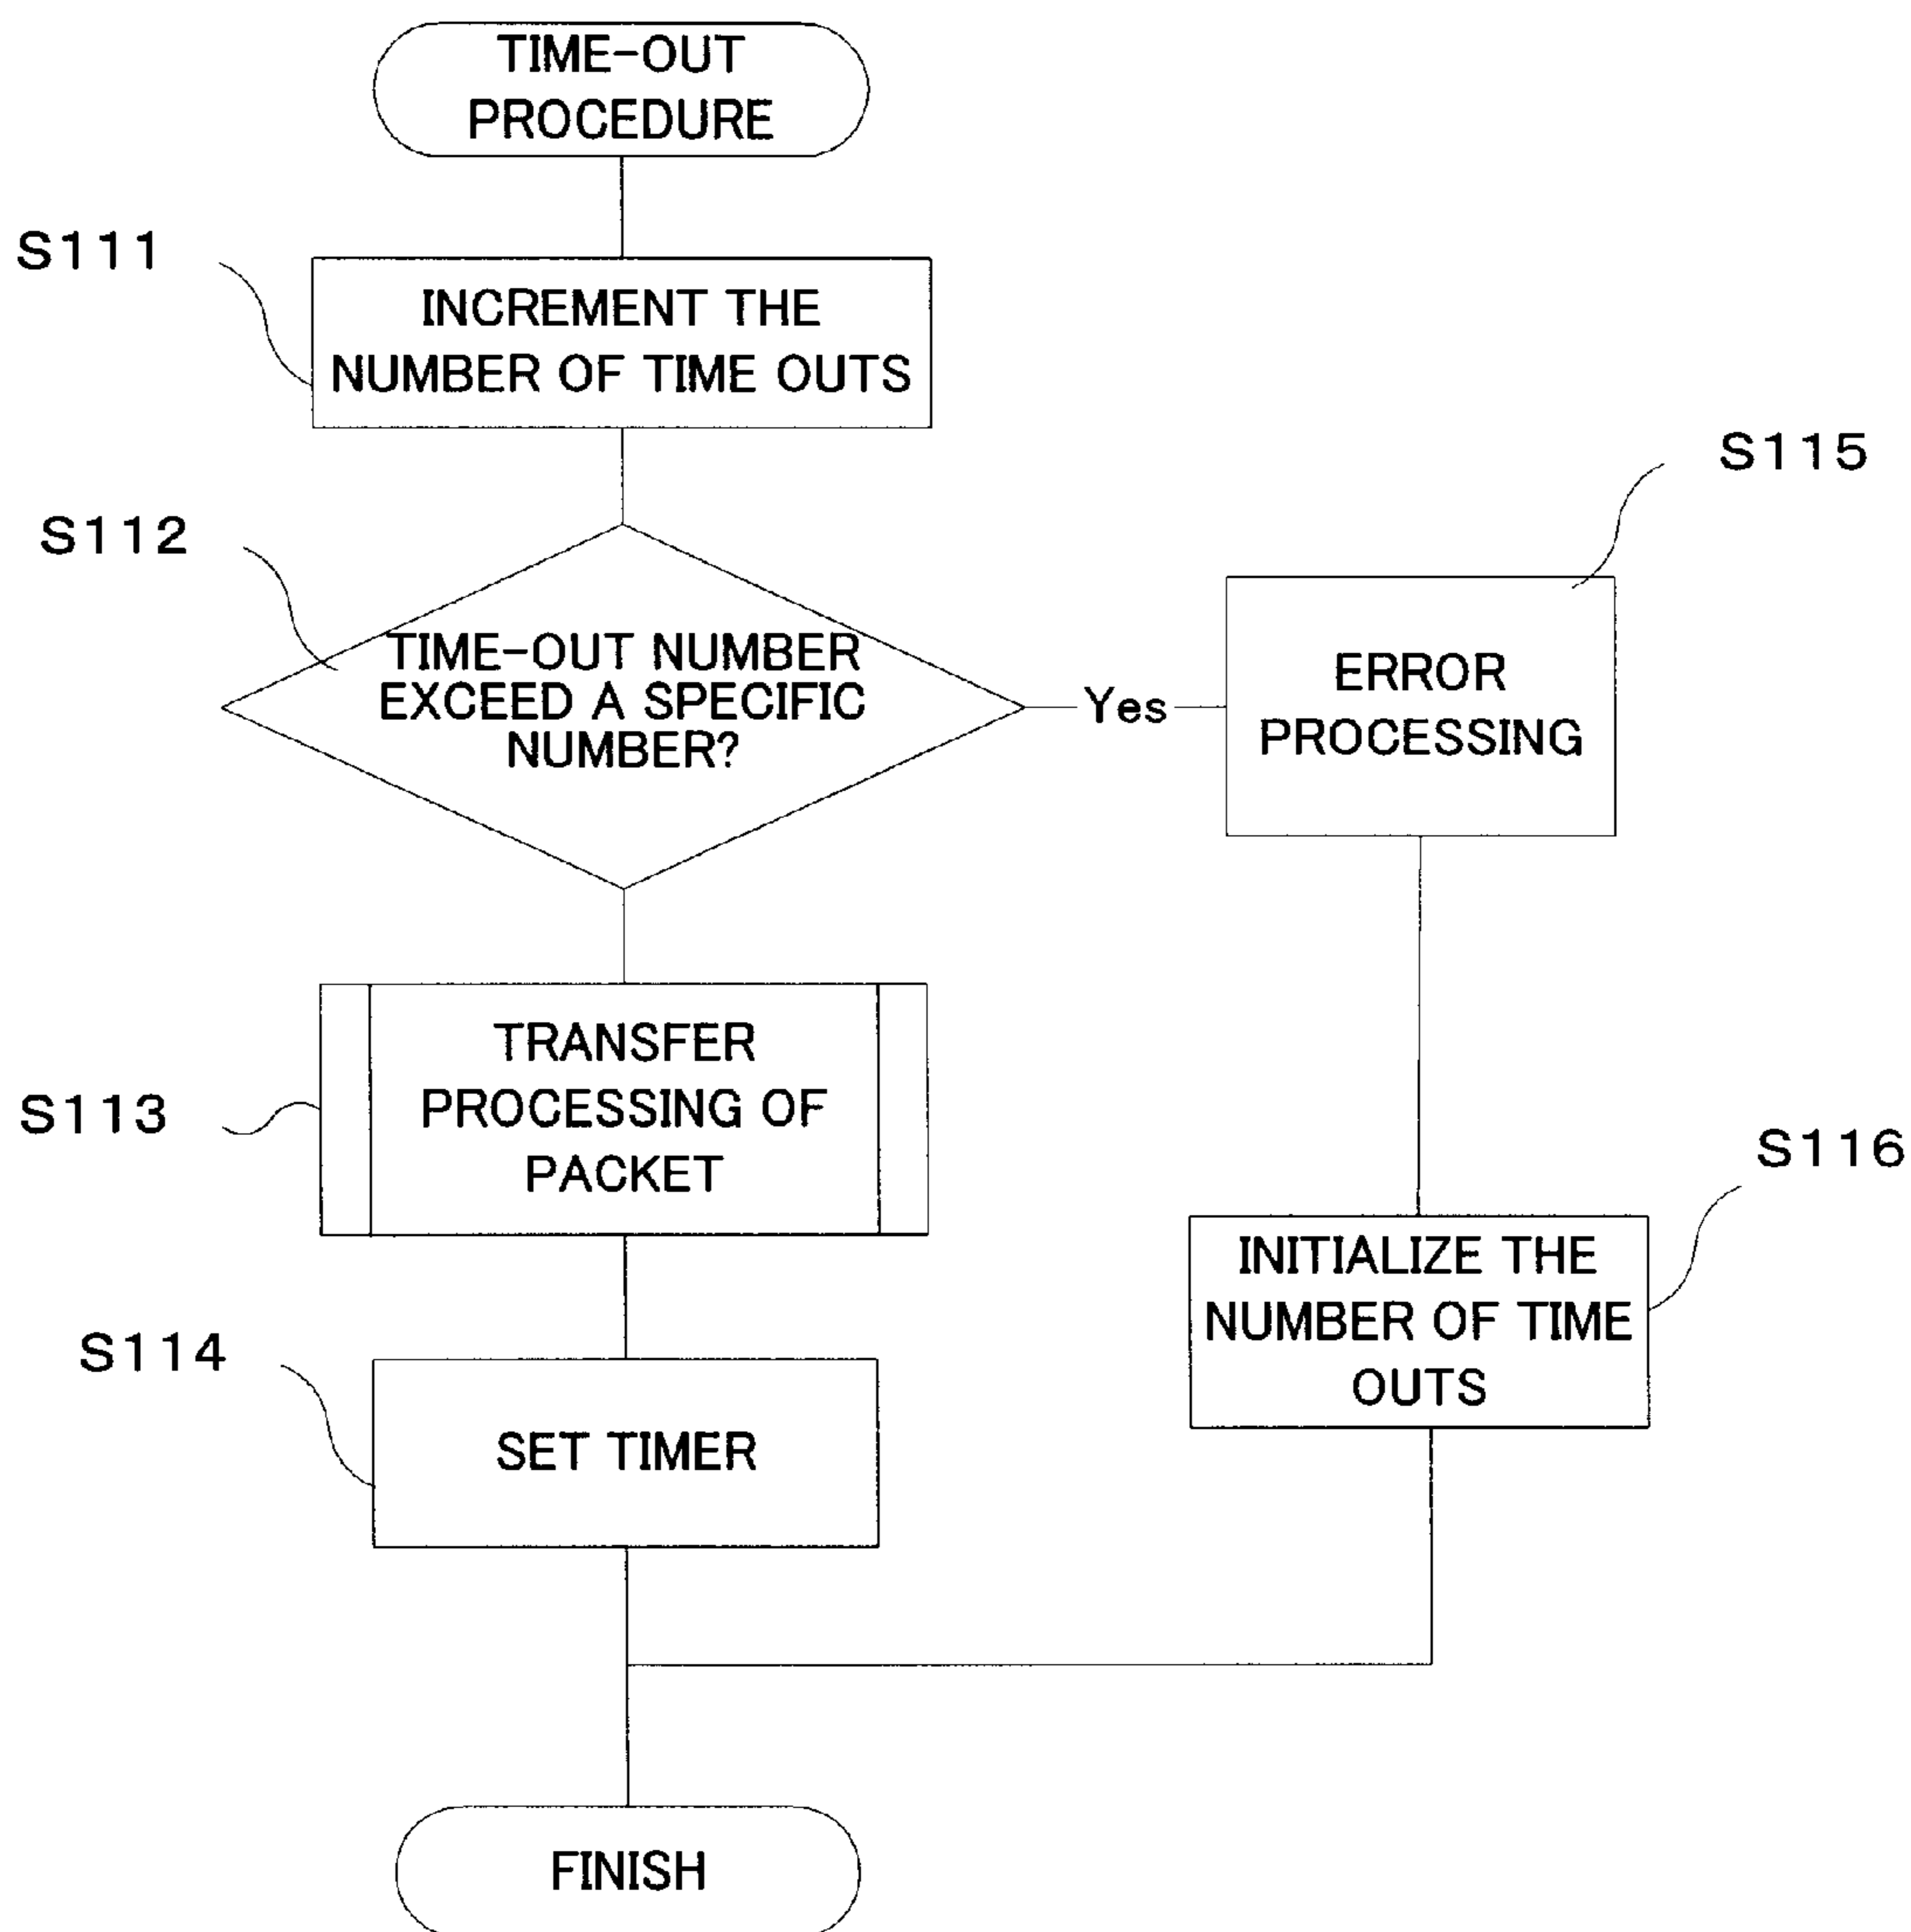 TIME-OUT
PROCEDURE
S111
INCREMENT THE
NUMBER OF TIME OUTS
S112
TIME-OUT NUMBER
EXCEED A SPECIFIC
NUMBER?
Yes
S115
ERROR
PROCESSING
S113
TRANSFER
PROCESSING OF
PACKET
S116
INITIALIZE THE
NUMBER OF TIME
OUTS
S114
SET TIMER
FINISH